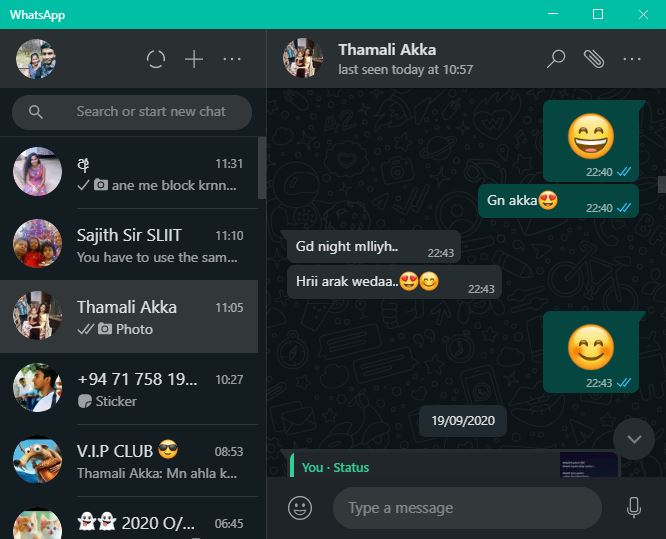 WhatsApp
Search or start new chat
11:31
ane me block krnn...
Sajith Sir SLIIT 11:10
You have to use the sam...
Thamali Akka 11:05
Photo
+94 71 758 19... 10:27
Sticker
V.I.P CLUB 😎 08:53
Thamali Akka: Mn ahla k...
👻👻 2020 O/... 06:45
Thamali Akka
last seen today at 10:57
😄
22:40
Gn akka😍 22:40
Gd night mlliyh.. 22:43
Hrii arak wedaa..😍😊 22:43
😊
22:43
19/09/2020
You · Status
Type a message